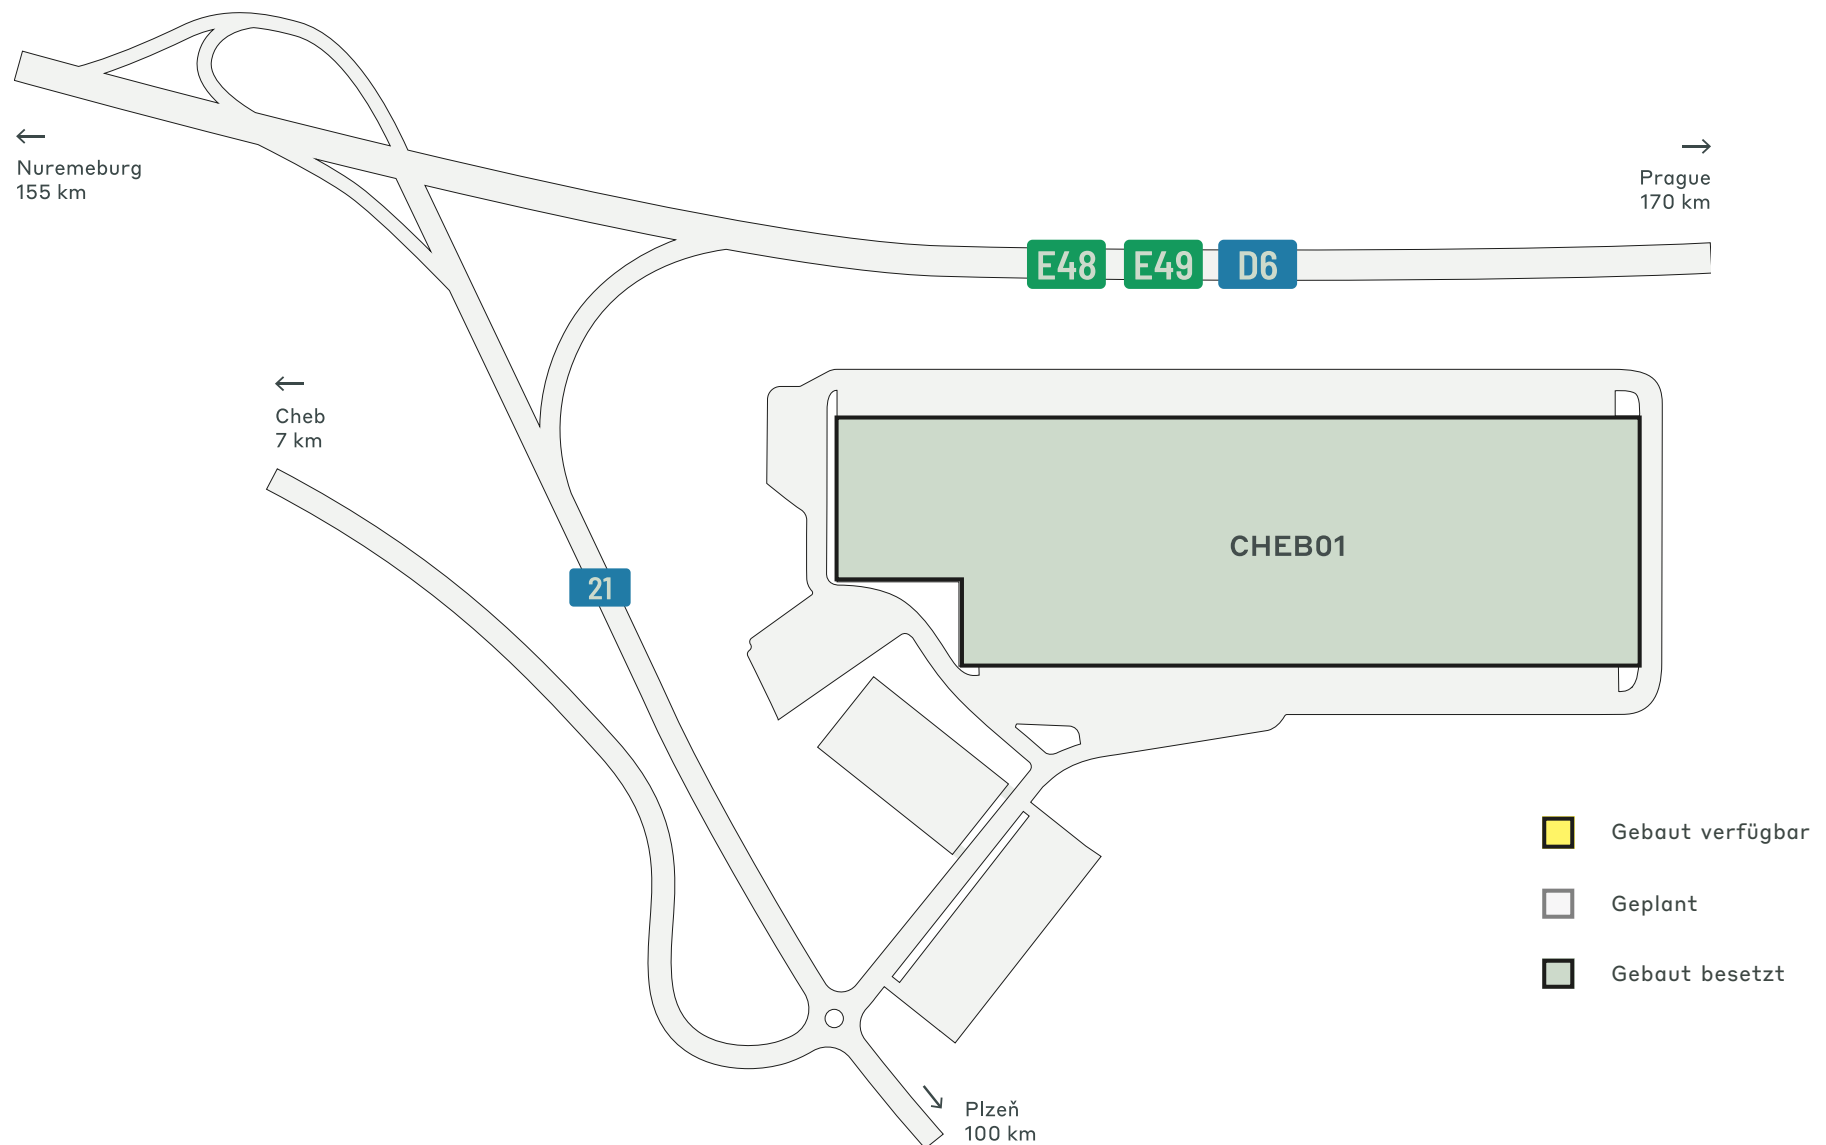 Nuremeburg
155 km
Prague
170 km
E48
E49
D6
Cheb
7 km
CHEB01
21
Gebaut verfügbar
Geplant
Gebaut besetzt
Plzeň
100 km